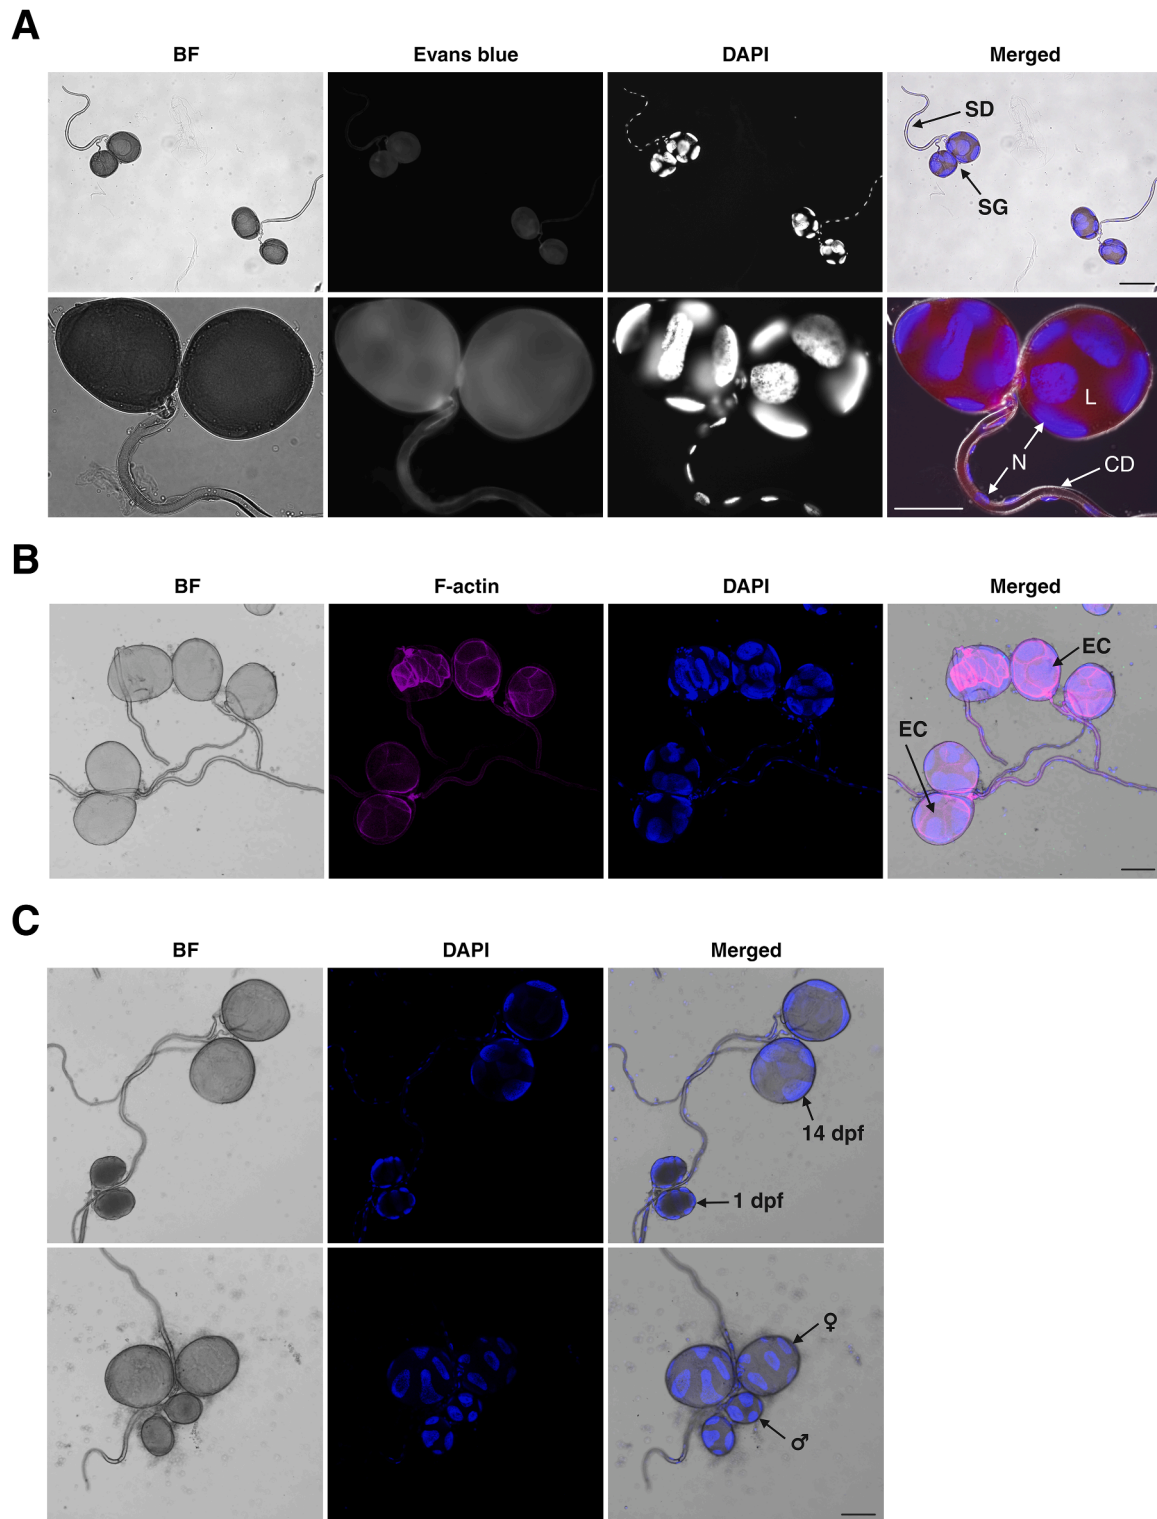 A
BF Evans blue DAPI Merged
SD
SG
L
N
CD
B
BF F-actin DAPI Merged
EC
EC
C
BF DAPI Merged
14 dpf
1 dpf
♀
♂